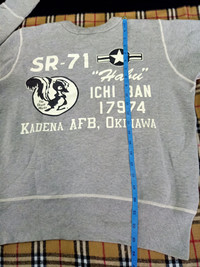 SR-71
"Habu"
ICHI BAN
17974
KADENA AFB, OKINAWA